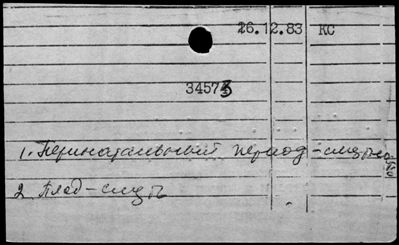 26.12.83 КС
34573
1. Перинатальный период - смерть
2 Плод - смерть